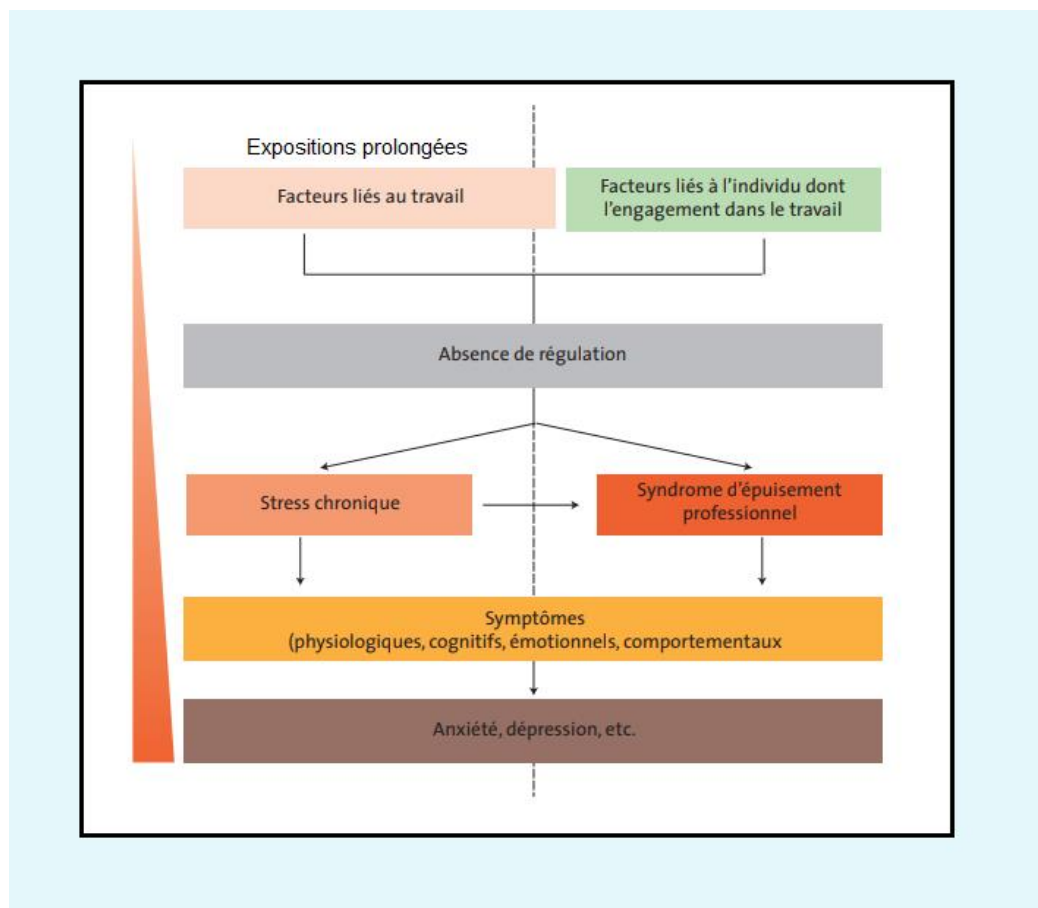 Expositions prolongées
Facteurs liés au travail
Facteurs liés à l'individu dont
l'engagement dans le travail
Absence de régulation
Stress chronique
Syndrome d'épuisement
professionnel
Symptômes
(physiologiques, cognitifs, émotionnels, comportementaux
Anxiété, dépression, etc.